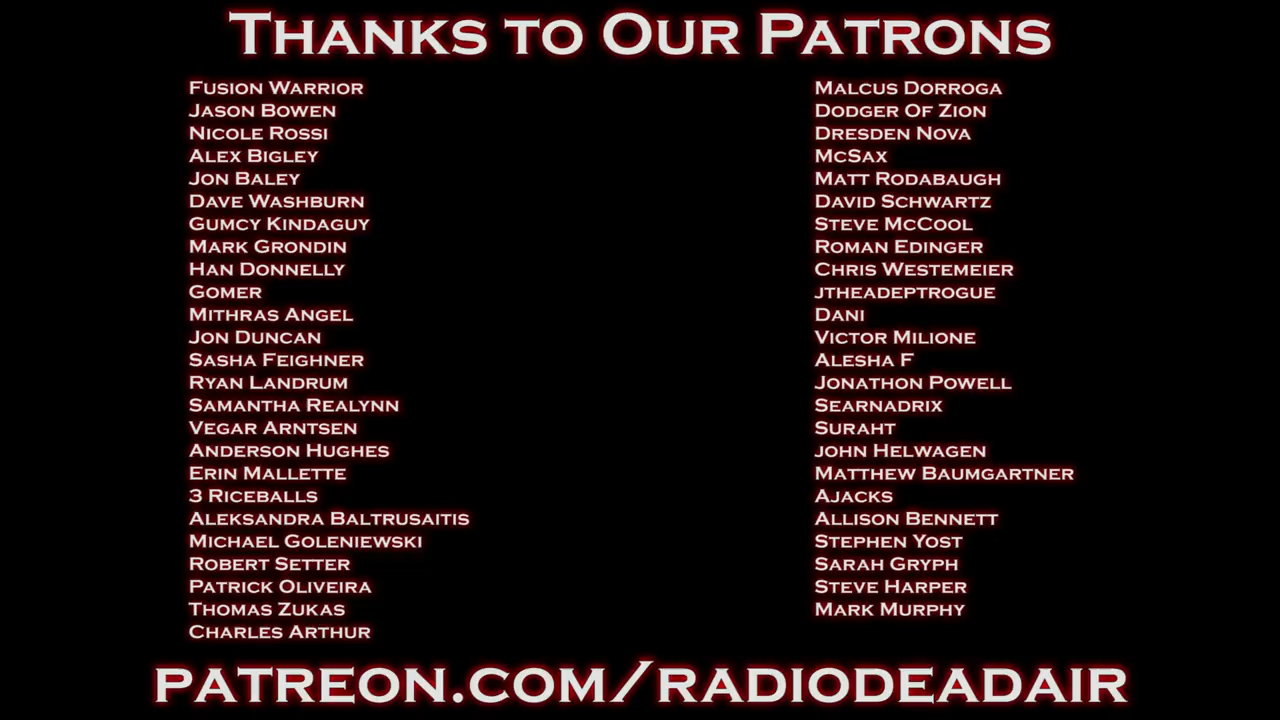 Thanks to Our Patrons
Fusion Warrior
Jason Bowen
Nicole Rossi
Alex Bigley
Jon Baley
Dave Washburn
Gumcy Kindaguy
Mark Grondin
Han Donnelly
Gomer
Mithras Angel
Jon Duncan
Sasha Feighner
Ryan Landrum
Samantha Realynn
Vegar Arntsen
Anderson Hughes
Erin Mallette
3 Riceballs
Aleksandra Baltrusaitis
Michael Goleniewski
Robert Setter
Patrick Oliveira
Thomas Zukas
Charles Arthur
Malcus Dorroga
Dodger Of Zion
Dresden Nova
McSax
Matt Rodabaugh
David Schwartz
Steve McCool
Roman Edinger
Chris Westemeier
jtheadeptrogue
Dani
Victor Milione
Alesha F
Jonathon Powell
Searnadrix
Suraht
john Helwagen
Matthew Baumgartner
Ajacks
Allison Bennett
Stephen Yost
Sarah Gryph
Steve Harper
Mark Murphy
patreon.com/radiodeadair